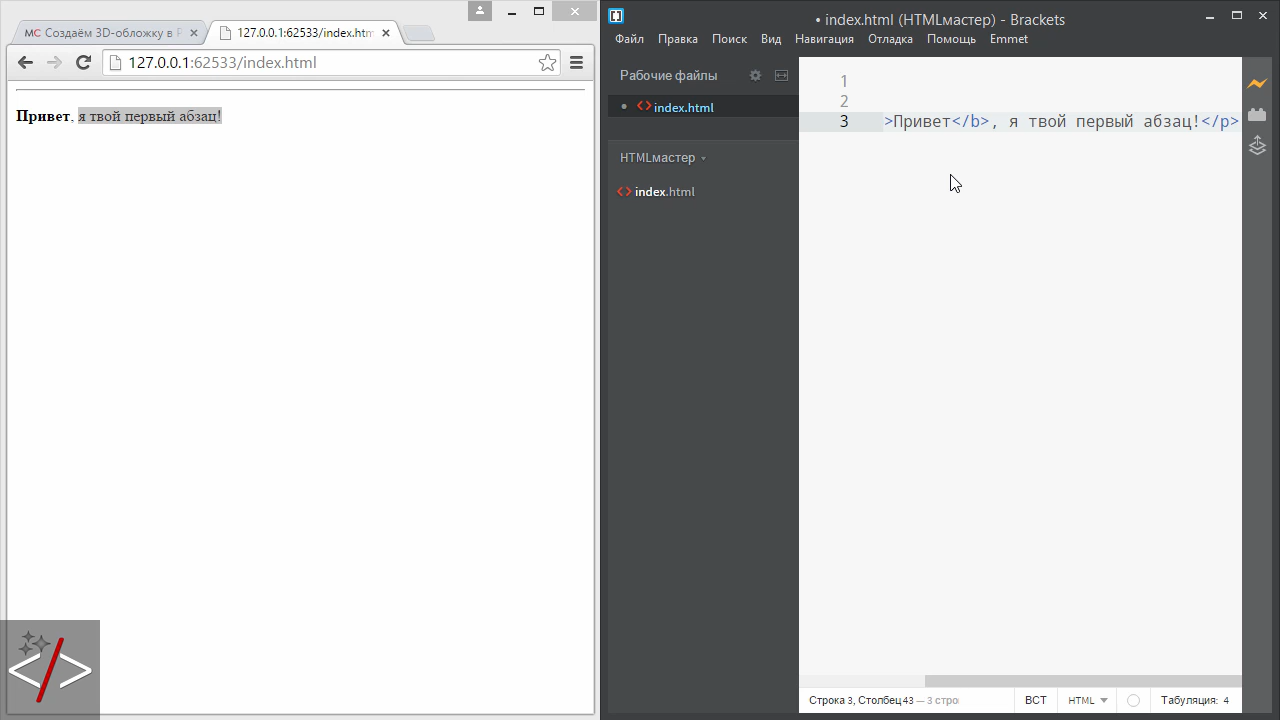 МС Создаём 3D-обложку в P
127.0.0.1:62533/index.htm
127.0.0.1:62533/index.html
Привет, я твой первый абзац!
</>
• index.html (HTMLмастер) - Brackets
Файл Правка Поиск Вид Навигация Отладка Помощь Emmet
Рабочие файлы
• <> index.html
HTMLмастер
<> index.html
1
2
3 >Привет</b>, я твой первый абзац!</p>
Строка 3, Столбец 43 — 3 стро
ВСТ
HTML
Табуляция: 4